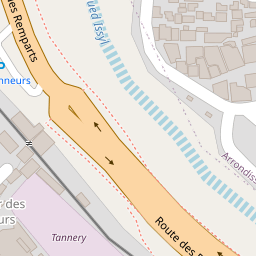 des Remparts
Oued Issyl
nneurs
Arrondiss
r des
urs
Tannery
Route des R